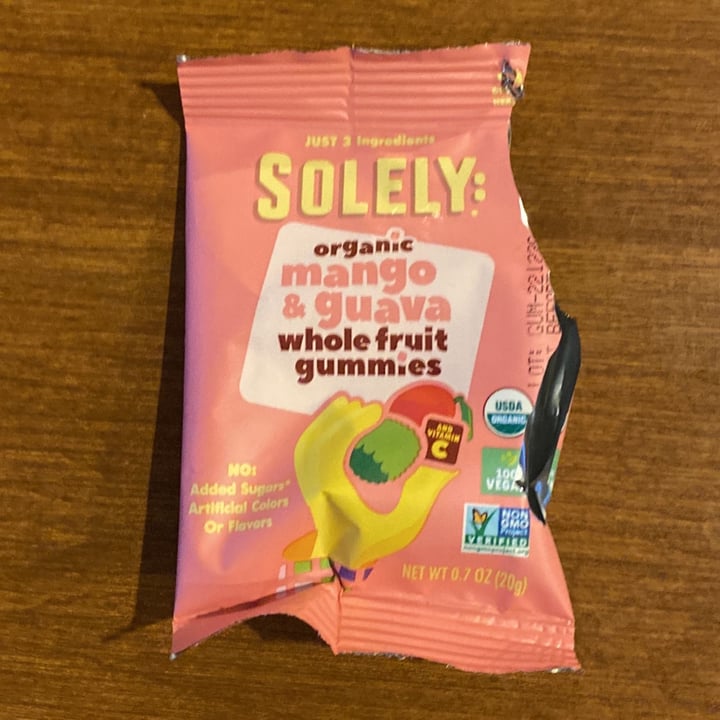 JUST 3 Ingredients
SOLELY:
organic
mango
& guava
whole fruit
gummies
AND
VITAMIN
C
USDA
ORGANIC
100
VEGAN
NO:
Added Sugars*
Artificial Colors
Or Flavors
NON
GMO
Project
VERIFIED
nongmoproject.org
NET WT 0.7 OZ (20g)